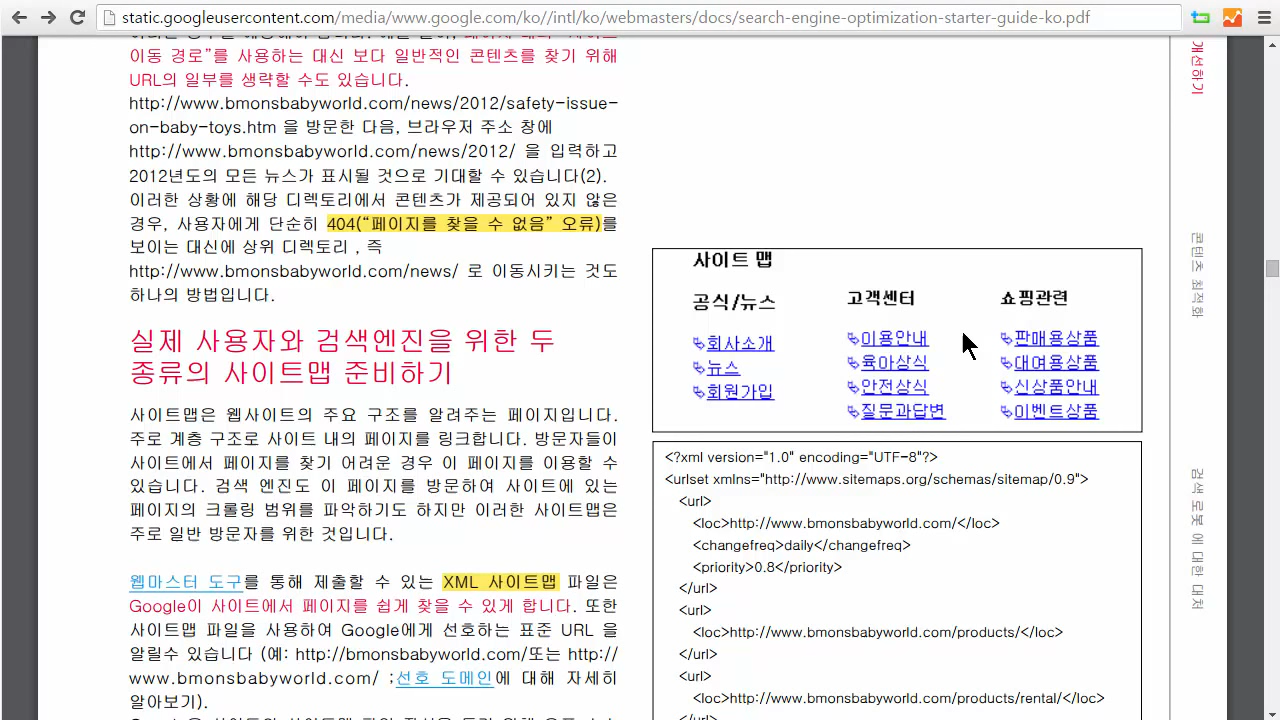 static.googleusercontent.com/media/www.google.com/ko//intl/ko/webmasters/docs/search-engine-optimization-starter-guide-ko.pdf
이동 경로”를 사용하는 대신 보다 일반적인 콘텐츠를 찾기 위해
URL의 일부를 생략할 수도 있습니다.
http://www.bmonsbabyworld.com/news/2012/safety-issue-
on-baby-toys.htm 을 방문한 다음, 브라우저 주소 창에
http://www.bmonsbabyworld.com/news/2012/ 을 입력하고
2012년도의 모든 뉴스가 표시될 것으로 기대할 수 있습니다(2).
이러한 상황에 해당 디렉토리에서 콘텐츠가 제공되어 있지 않은
경우, 사용자에게 단순히 404(“페이지를 찾을 수 없음” 오류)를
보이는 대신에 상위 디렉토리 , 즉
http://www.bmonsbabyworld.com/news/ 로 이동시키는 것도
하나의 방법입니다.
실제 사용자와 검색엔진을 위한 두
종류의 사이트맵 준비하기
사이트맵은 웹사이트의 주요 구조를 알려주는 페이지입니다.
주로 계층 구조로 사이트 내의 페이지를 링크합니다. 방문자들이
사이트에서 페이지를 찾기 어려운 경우 이 페이지를 이용할 수
있습니다. 검색 엔진도 이 페이지를 방문하여 사이트에 있는
페이지의 크롤링 범위를 파악하기도 하지만 이러한 사이트맵은
주로 일반 방문자를 위한 것입니다.
웹마스터 도구를 통해 제출할 수 있는 XML 사이트맵 파일은
Google이 사이트에서 페이지를 쉽게 찾을 수 있게 합니다. 또한
사이트맵 파일을 사용하여 Google에게 선호하는 표준 URL 을
알릴수 있습니다 (예: http://bmonsbabyworld.com/또는 http://
www.bmonsbabyworld.com/ ;선호 도메인에 대해 자세히
알아보기).
사이트 맵
공식/뉴스
회사소개
뉴스
회원가입
고객센터
이용안내
육아상식
안전상식
질문과답변
쇼핑관련
판매용상품
대여용상품
신상품안내
이벤트상품
<?xml version="1.0" encoding="UTF-8"?>
<urlset xmlns="http://www.sitemaps.org/schemas/sitemap/0.9">
<url>
<loc>http://www.bmonsbabyworld.com/</loc>
<changefreq>daily</changefreq>
<priority>0.8</priority>
</url>
<url>
<loc>http://www.bmonsbabyworld.com/products/</loc>
</url>
<url>
<loc>http://www.bmonsbabyworld.com/products/rental/</loc>
개선하기
콘텐츠 최적화
검색 로봇 에 대한 대처